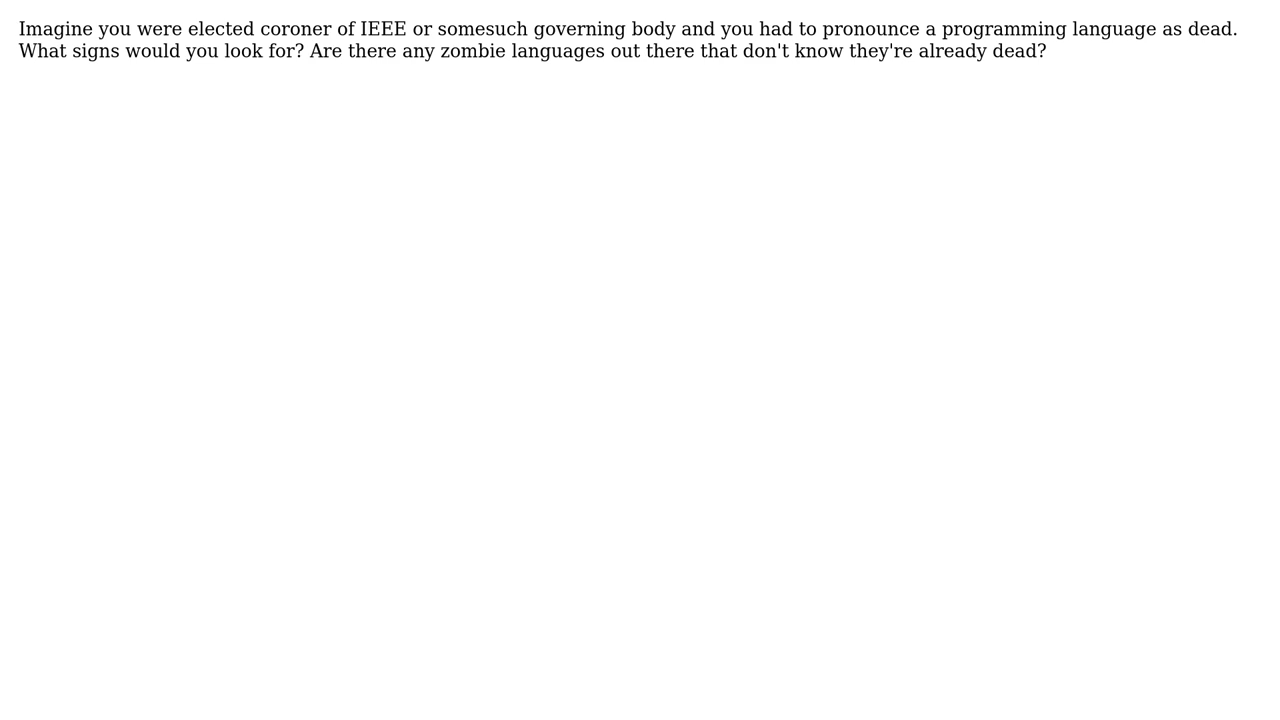 Imagine you were elected coroner of IEEE or somesuch governing body and you had to pronounce a programming language as dead.
What signs would you look for? Are there any zombie languages out there that don't know they're already dead?